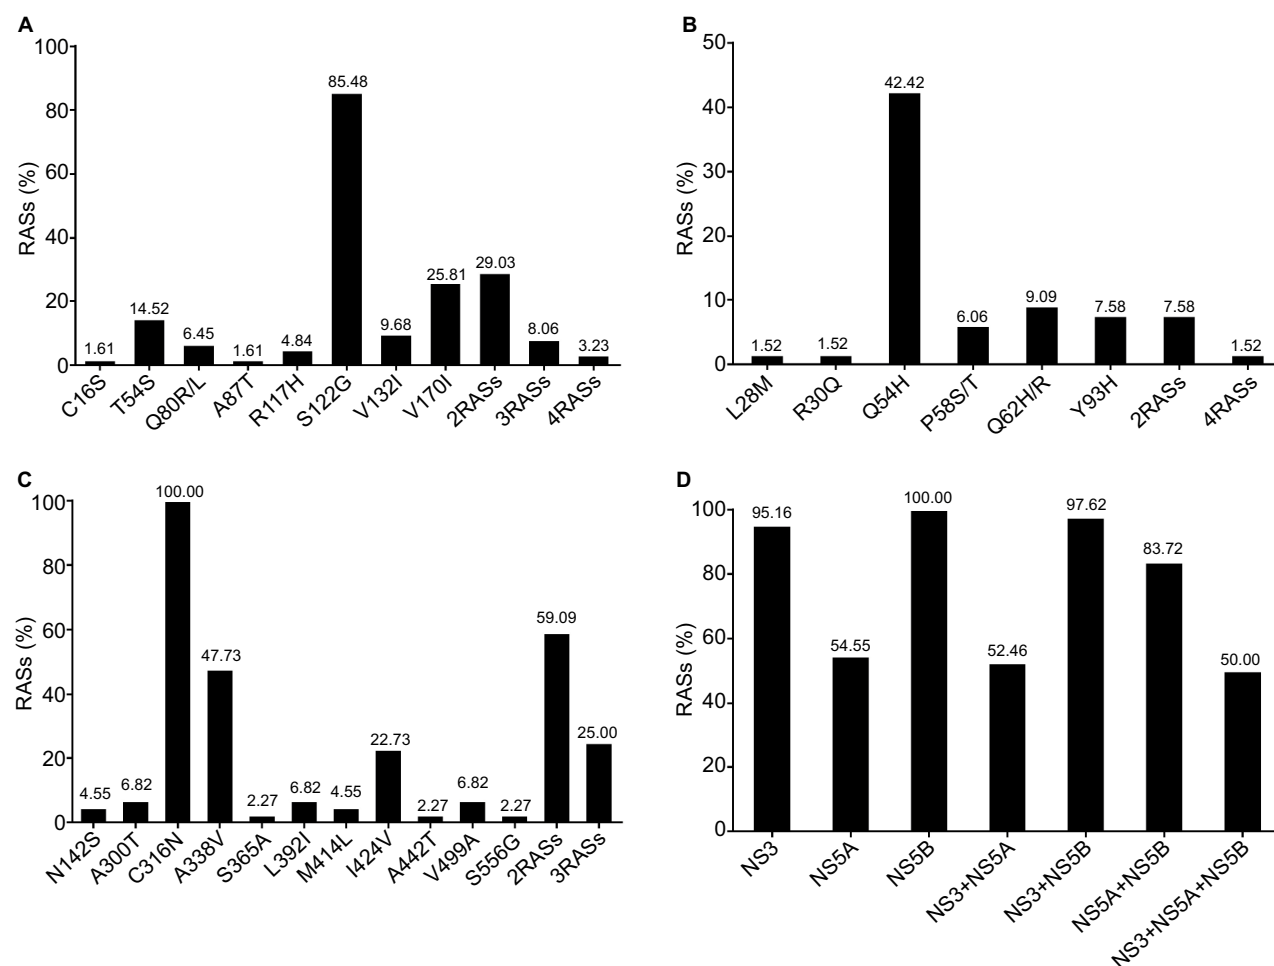 A
RASs (%)
100
80
60
40
20
0
1.61
14.52
6.45
1.61
4.84
85.48
9.68
25.81
29.03
8.06
3.23
C16S
T54S
Q80R/L
A87T
R117H
S122G
V132I
V170I
2RASs
3RASs
4RASs
B
RASs (%)
50
40
30
20
10
0
1.52
1.52
42.42
6.06
9.09
7.58
7.58
1.52
L28M
R30Q
Q54H
P58S/T
Q62H/R
Y93H
2RASs
4RASs
C
RASs (%)
100
80
60
40
20
0
4.55
6.82
100.00
47.73
2.27
6.82
4.55
22.73
2.27
6.82
2.27
59.09
25.00
N142S
A300T
C316N
A338V
S365A
L392I
M414L
I424V
A442T
V499A
S556G
2RASs
3RASs
D
RASs (%)
100
80
60
40
20
0
95.16
54.55
100.00
52.46
97.62
83.72
50.00
NS3
NS5A
NS5B
NS3+NS5A
NS3+NS5B
NS5A+NS5B
NS3+NS5A+NS5B